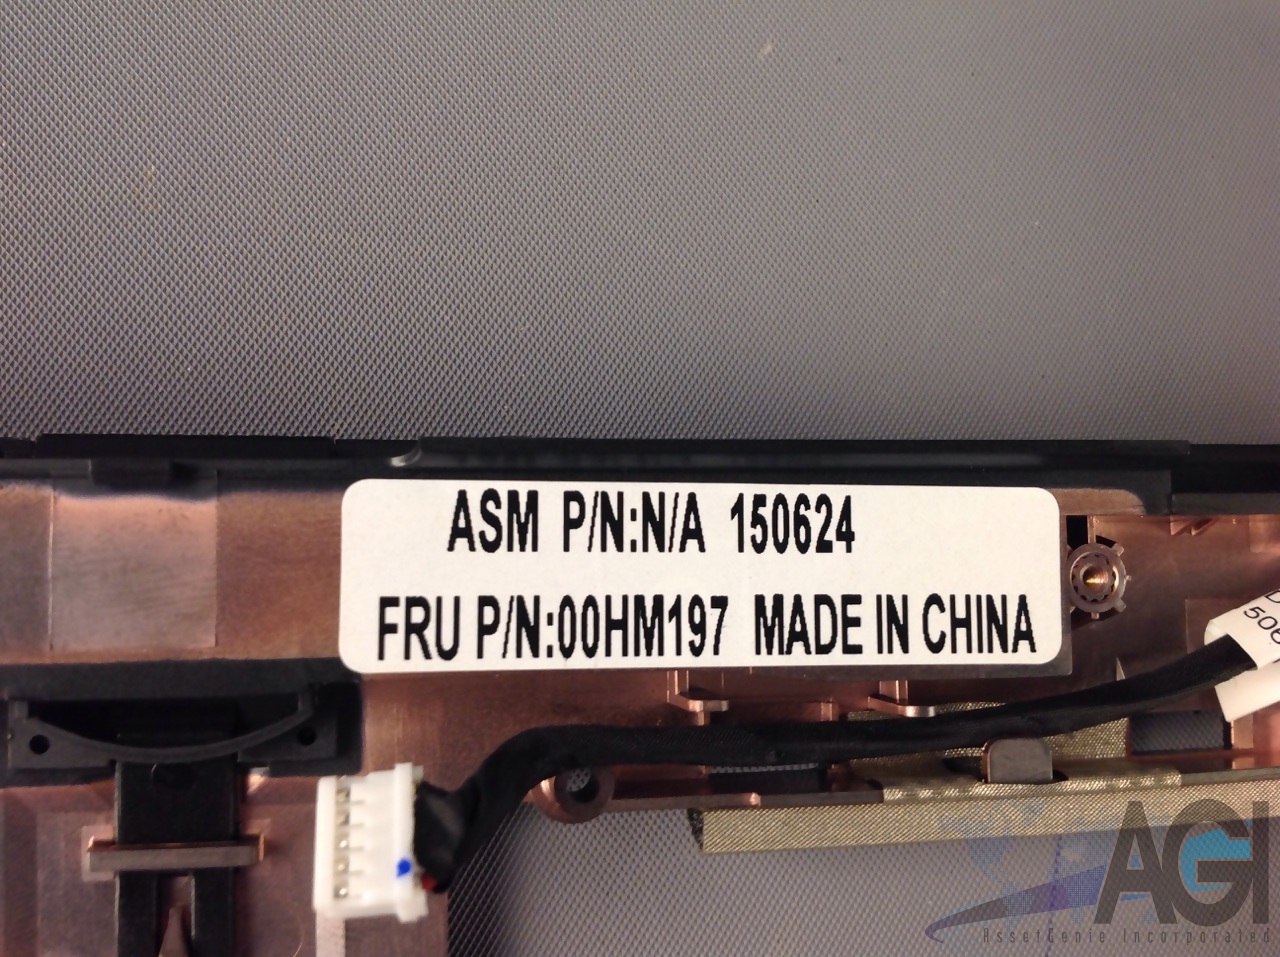 ASM P/N:N/A 150624
FRU P/N:00HM197 MADE IN CHINA
AGI
AssetGenie Incorporated